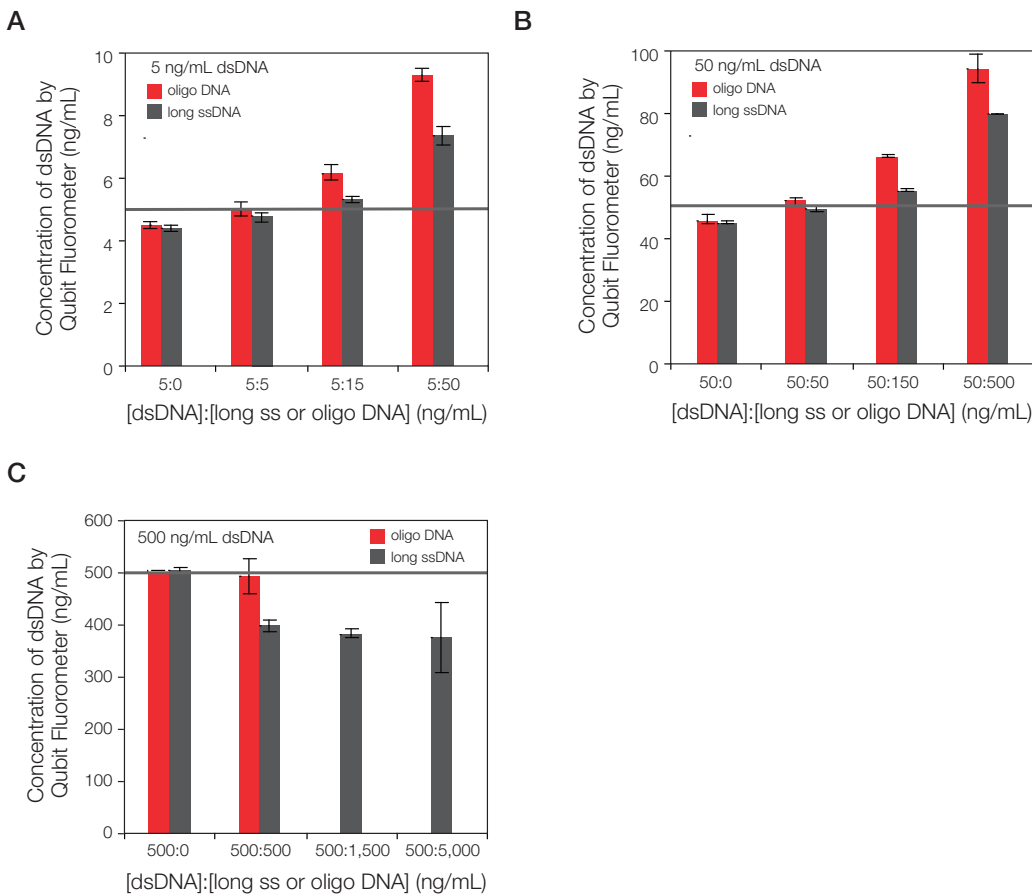 A
Concentration of dsDNA by
Qubit Fluorometer (ng/mL)
10
8
6
4
2
0
5 ng/mL dsDNA
oligo DNA
long ssDNA
5:0 5:5 5:15 5:50
[dsDNA]:[long ss or oligo DNA] (ng/mL)
B
Concentration of dsDNA by
Qubit Fluorometer (ng/mL)
100
80
60
40
20
0
50 ng/mL dsDNA
oligo DNA
long ssDNA
50:0 50:50 50:150 50:500
[dsDNA]:[long ss or oligo DNA] (ng/mL)
C
Concentration of dsDNA by
Qubit Fluorometer (ng/mL)
600
500
400
300
200
100
0
500 ng/mL dsDNA
oligo DNA
long ssDNA
500:0 500:500 500:1,500 500:5,000
[dsDNA]:[long ss or oligo DNA] (ng/mL)